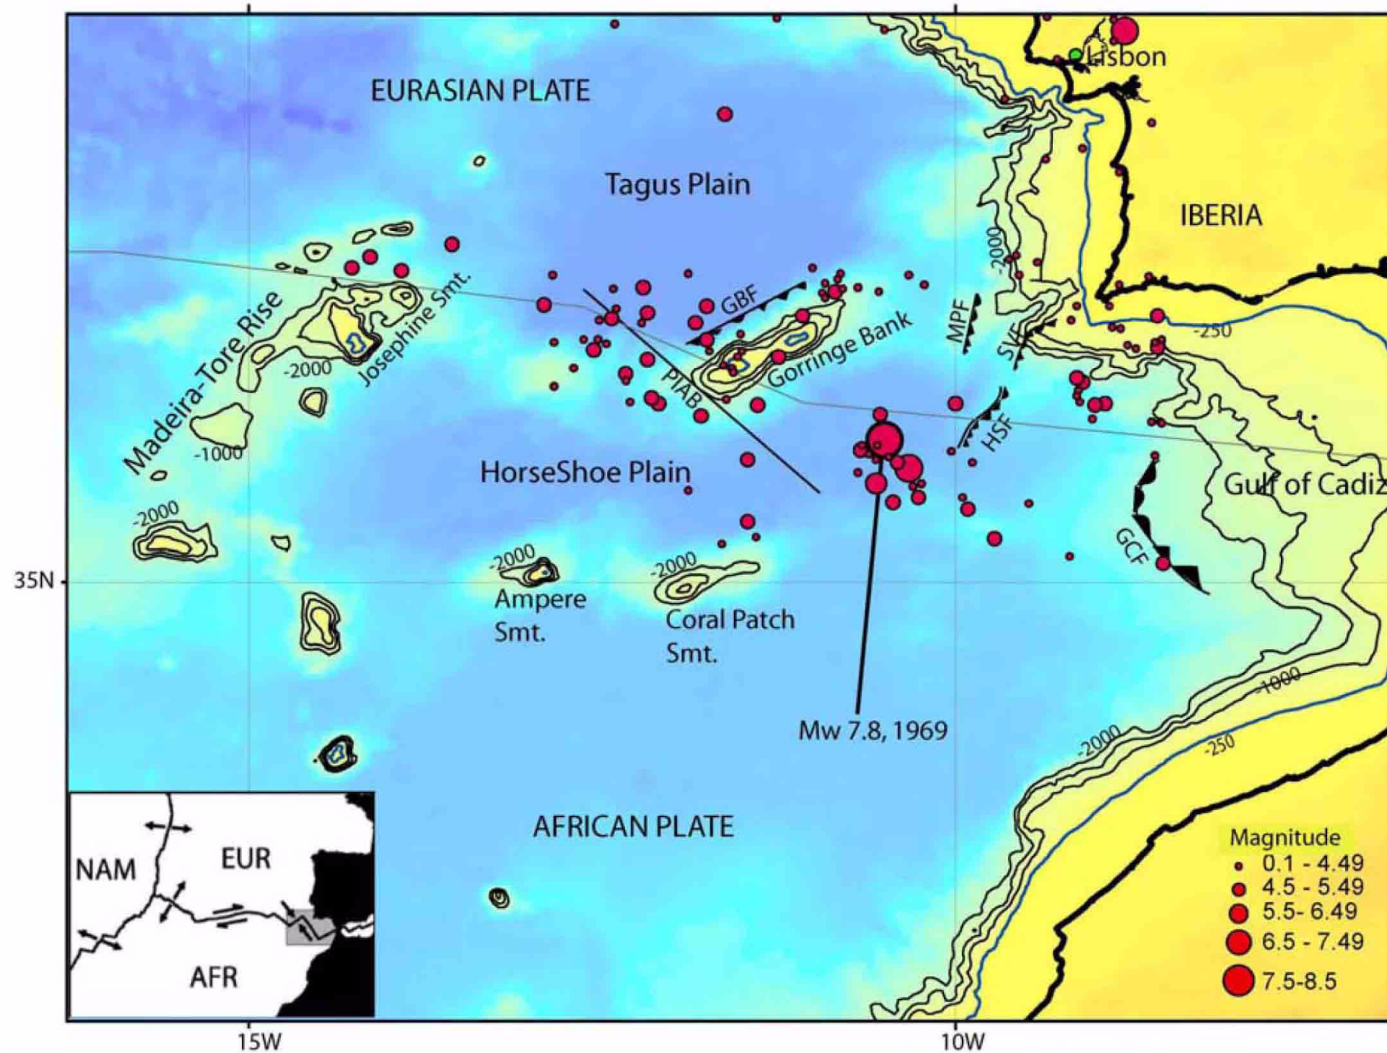 Lisbon
EURASIAN PLATE
Tagus Plain
IBERIA
-2000
GBF
MPF
SVF
-250
Madeira-Tore Rise
Josephine Smt.
-2000
Gorringe Bank
PIAB
HSF
-1000
HorseShoe Plain
Gulf of Cadiz
-2000
GCF
35N
-2000
Ampere
Smt.
-2000
Coral Patch
Smt.
-1000
Mw 7.8, 1969
-2000
-250
AFRICAN PLATE
NAM
EUR
AFR
Magnitude
0.1 - 4.49
4.5 - 5.49
5.5- 6.49
6.5 - 7.49
7.5-8.5
15W
10W